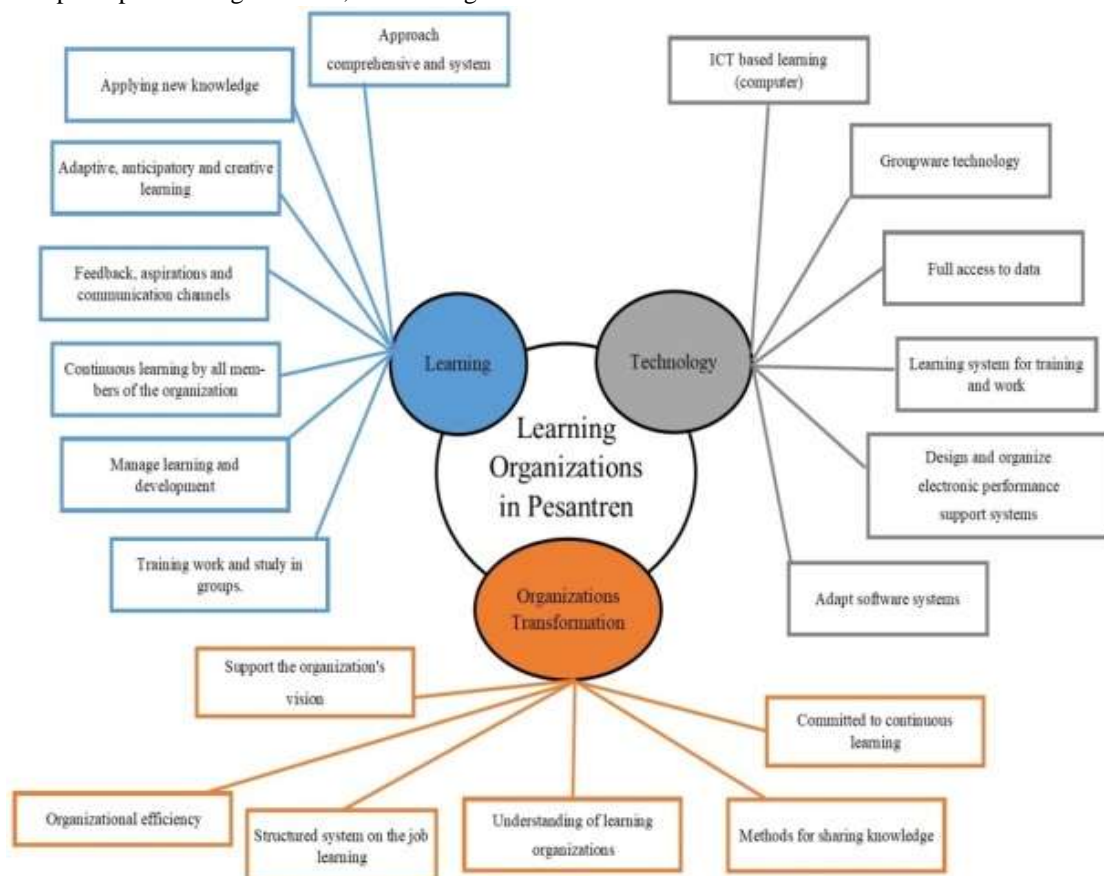 Approach
comprehensive and system
Applying new knowledge
Adaptive, anticipatory and creative
learning
Feedback, aspirations and
communication channels
Continuous learning by all mem-
bers of the organization
Manage learning and
development
Training work and study in
groups.
Learning
ICT based learning
(computer)
Groupware technology
Full access to data
Learning system for training
and work
Design and organize
electronic performance
support systems
Adapt software systems
Technology
Learning
Organizations
in Pesantren
Organizations
Transformation
Support the organization's
vision
Committed to continuous
learning
Organizational efficiency
Structured system on the job
learning
Understanding of learning
organizations
Methods for sharing knowledge